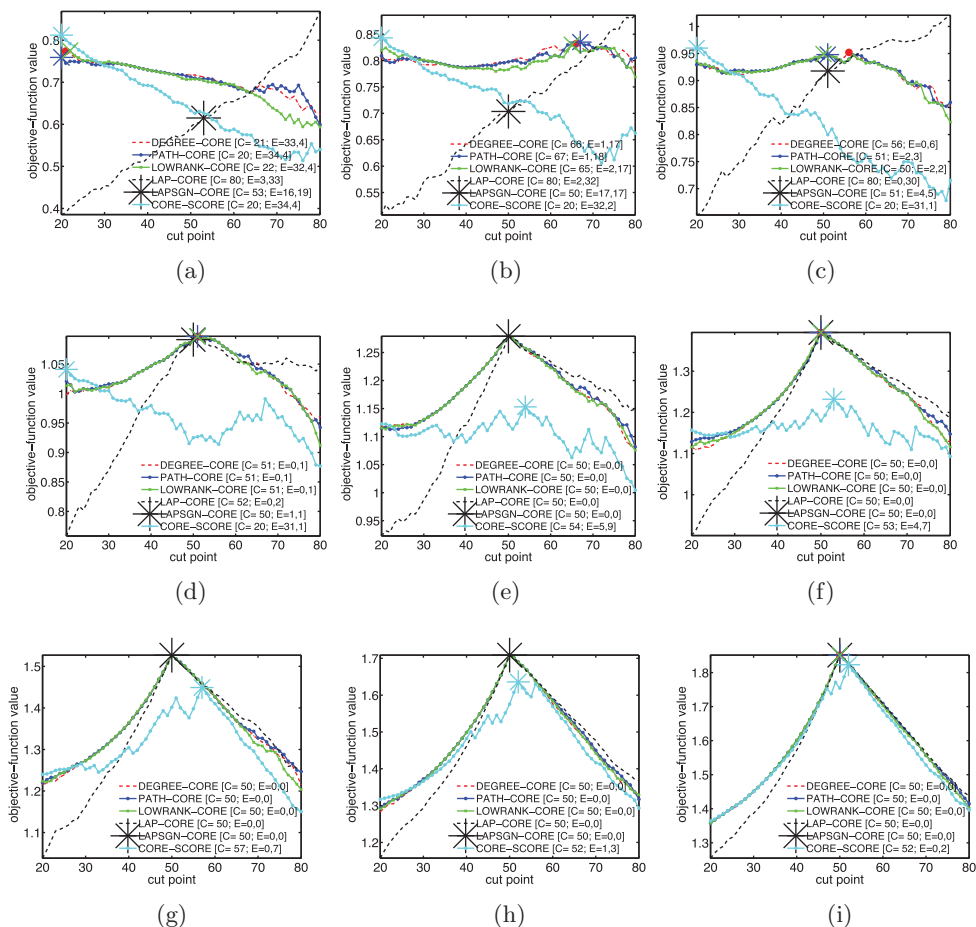 objective−function value
0.8
0.7
0.6
0.5
0.4
DEGREE−CORE [C= 21; E=33,4]
PATH−CORE [C= 20; E=34,4]
LOWRANK−CORE [C= 22; E=32,4]
LAP−CORE [C= 80; E=3,33]
LAPSGN−CORE [C= 53; E=16,19]
CORE−SCORE [C= 20; E=34,4]
20 30 40 50 60 70 80
cut point
(a)
objective−function value
0.85
0.8
0.75
0.7
0.65
0.6
0.55
DEGREE−CORE [C= 66; E=1,17]
PATH−CORE [C= 67; E=1,18]
LOWRANK−CORE [C= 65; E=2,17]
LAP−CORE [C= 80; E=2,32]
LAPSGN−CORE [C= 50; E=17,17]
CORE−SCORE [C= 20; E=32,2]
20 30 40 50 60 70 80
cut point
(b)
objective−function value
0.95
0.9
0.85
0.8
0.75
0.7
DEGREE−CORE [C= 56; E=0,6]
PATH−CORE [C= 51; E=2,3]
LOWRANK−CORE [C= 50; E=2,2]
LAP−CORE [C= 80; E=0,30]
LAPSGN−CORE [C= 51; E=4,5]
CORE−SCORE [C= 20; E=31,1]
20 30 40 50 60 70 80
cut point
(c)
objective−function value
1.05
1
0.95
0.9
0.85
0.8
DEGREE−CORE [C= 51; E=0,1]
PATH−CORE [C= 51; E=0,1]
LOWRANK−CORE [C= 51; E=0,1]
LAP−CORE [C= 52; E=0,2]
LAPSGN−CORE [C= 50; E=1,1]
CORE−SCORE [C= 20; E=31,1]
20 30 40 50 60 70 80
cut point
(d)
objective−function value
1.25
1.2
1.15
1.1
1.05
1
0.95
DEGREE−CORE [C= 50; E=0,0]
PATH−CORE [C= 50; E=0,0]
LOWRANK−CORE [C= 50; E=0,0]
LAP−CORE [C= 50; E=0,0]
LAPSGN−CORE [C= 50; E=0,0]
CORE−SCORE [C= 54; E=5,9]
20 30 40 50 60 70 80
cut point
(e)
objective−function value
1.3
1.2
1.1
1
DEGREE−CORE [C= 50; E=0,0]
PATH−CORE [C= 50; E=0,0]
LOWRANK−CORE [C= 50; E=0,0]
LAP−CORE [C= 50; E=0,0]
LAPSGN−CORE [C= 50; E=0,0]
CORE−SCORE [C= 53; E=4,7]
20 30 40 50 60 70 80
cut point
(f)
objective−function value
1.5
1.4
1.3
1.2
1.1
DEGREE−CORE [C= 50; E=0,0]
PATH−CORE [C= 50; E=0,0]
LOWRANK−CORE [C= 50; E=0,0]
LAP−CORE [C= 50; E=0,0]
LAPSGN−CORE [C= 50; E=0,0]
CORE−SCORE [C= 57; E=0,7]
20 30 40 50 60 70 80
cut point
(g)
objective−function value
1.7
1.6
1.5
1.4
1.3
1.2
DEGREE−CORE [C= 50; E=0,0]
PATH−CORE [C= 50; E=0,0]
LOWRANK−CORE [C= 50; E=0,0]
LAP−CORE [C= 50; E=0,0]
LAPSGN−CORE [C= 50; E=0,0]
CORE−SCORE [C= 52; E=1,3]
20 30 40 50 60 70 80
cut point
(h)
objective−function value
1.8
1.7
1.6
1.5
1.4
1.3
DEGREE−CORE [C= 50; E=0,0]
PATH−CORE [C= 50; E=0,0]
LOWRANK−CORE [C= 50; E=0,0]
LAP−CORE [C= 50; E=0,0]
LAPSGN−CORE [C= 50; E=0,0]
CORE−SCORE [C= 52; E=0,2]
20 30 40 50 60 70 80
cut point
(i)